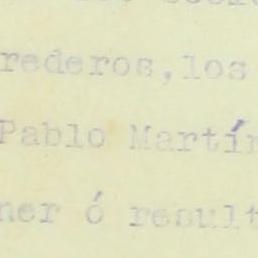 rederos, los
Pablo Martín
ner ó result